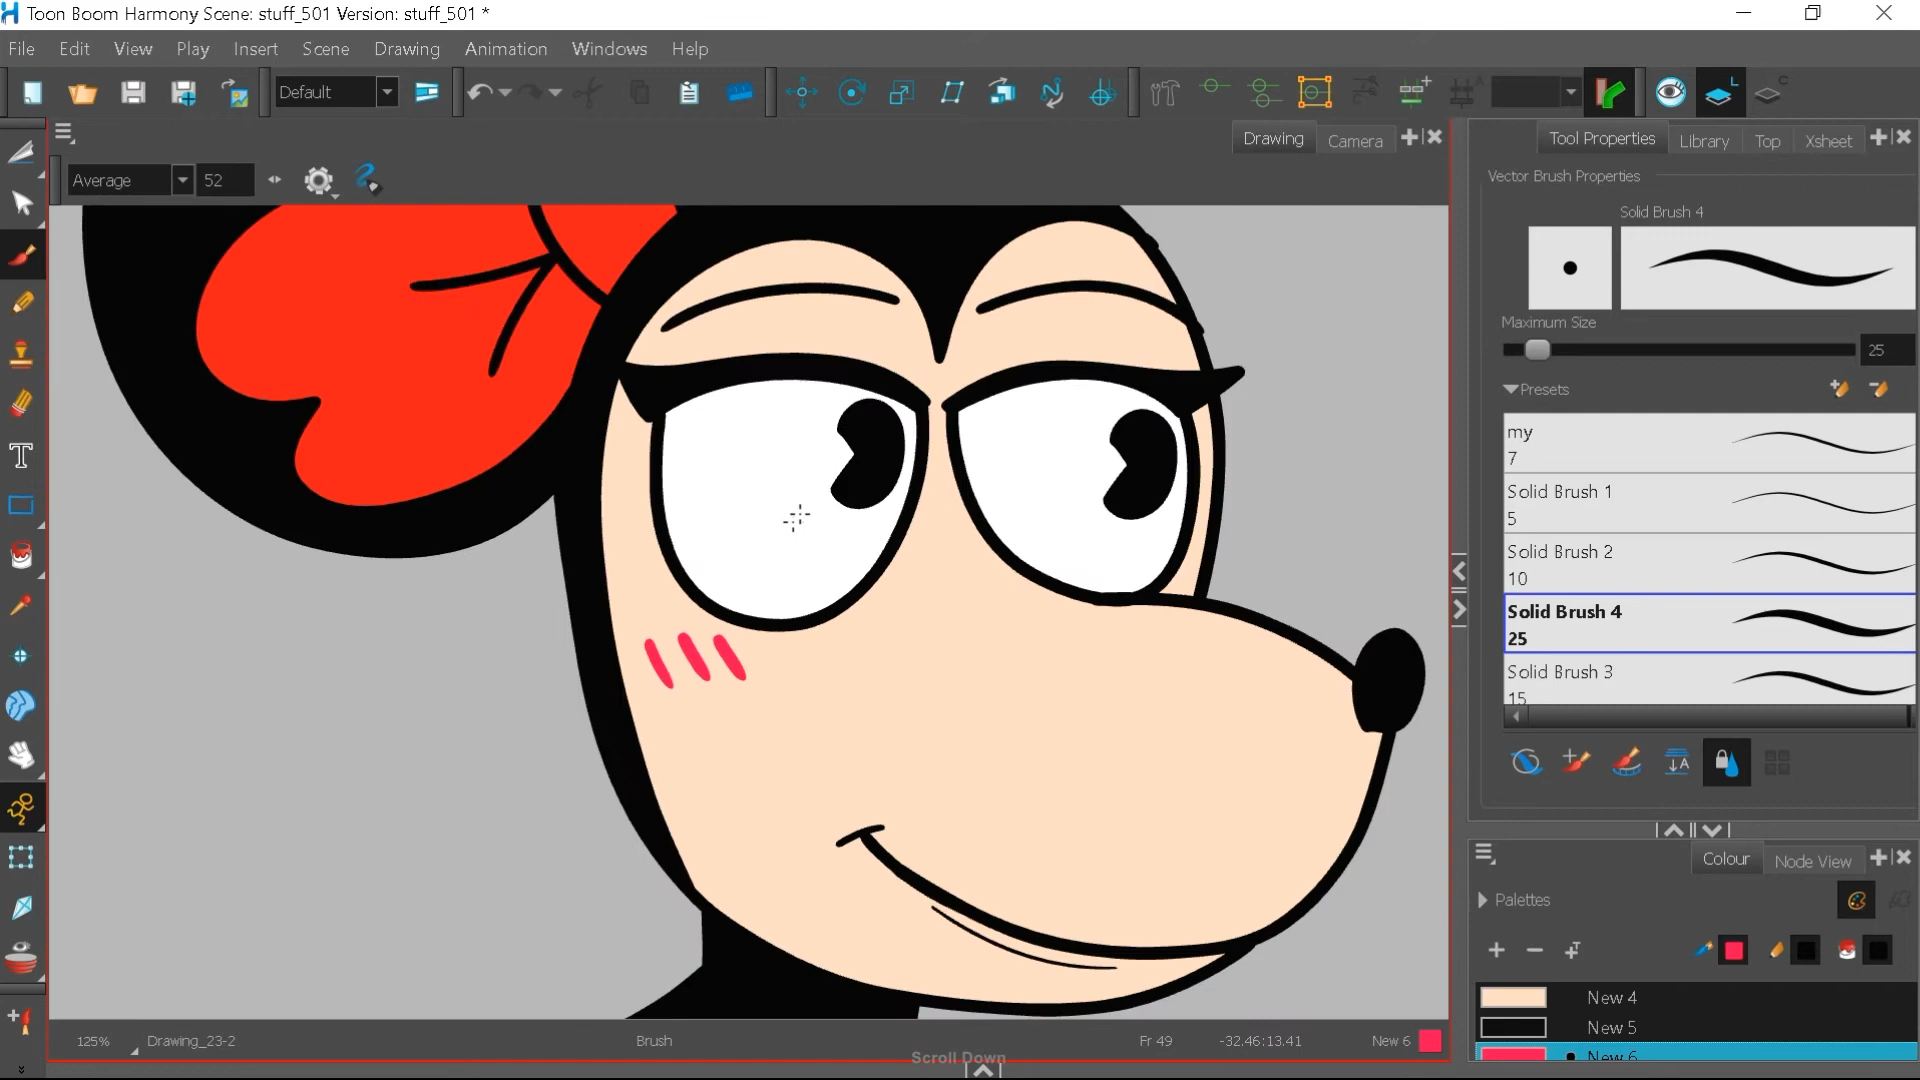 Toon Boom Harmony Scene: stuff_501 Version: stuff_501 *
File Edit View Play Insert Scene Drawing Animation Windows Help
Default
Drawing Camera
Tool Properties Library Top Xsheet
Average 52
Vector Brush Properties
Solid Brush 4
Maximum Size
25
Presets
my
7
Solid Brush 1
5
Solid Brush 2
10
Solid Brush 4
25
Solid Brush 3
15
Colour Node View
Palettes
New 4
New 5
New 6
125% Drawing_23-2 Brush Fr 49 -32.46:13.41 New 6
Scroll Down